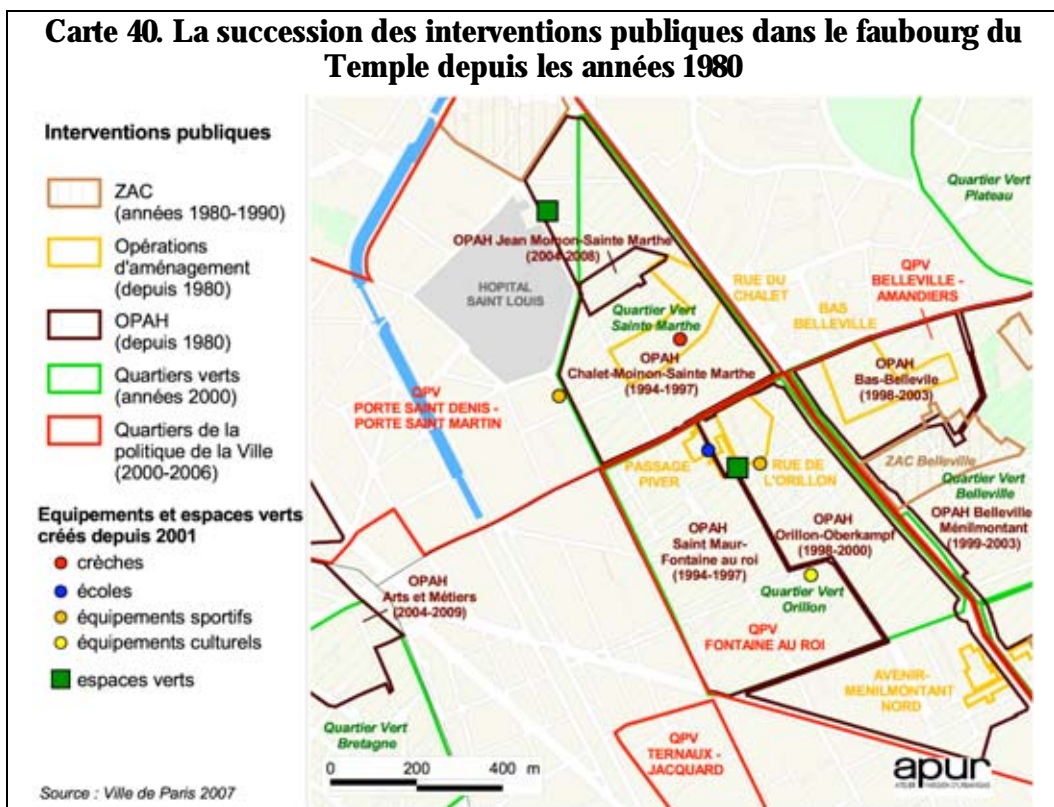 Carte 40. La succession des interventions publiques dans le faubourg du
Temple depuis les années 1980
Interventions publiques
ZAC
(années 1980-1990)
Opérations
d'aménagement
(depuis 1980)
OPAH
(depuis 1980)
Quartiers verts
(années 2000)
Quartiers de la
politique de la Ville
(2000-2006)
Equipements et espaces verts
créés depuis 2001
crèches
écoles
équipements sportifs
équipements culturels
espaces verts
Source : Ville de Paris 2007
Quartier Vert
Plateau
OPAH Jean Moinon-Sainte Marthe
(2004-2008)
HOPITAL
SAINT LOUIS
RUE DU
CHALET
QPV
BELLEVILLE -
AMANDIERS
BAS
BELLEVILLE
Quartier Vert
Sainte Marthe
OPAH
Chalet-Moinon-Sainte Marthe
(1994-1997)
OPAH
Bas-Belleville
(1998-2003)
QPV
PORTE SAINT DENIS -
PORTE SAINT MARTIN
PASSAGE
PIVER
RUE DE
L'ORILLON
ZAC Belleville
Quartier Vert
Belleville
OPAH Belleville
Ménilmontant
(1999-2003)
OPAH
Saint Maur-
Fontaine au roi
(1994-1997)
OPAH
Orillon-Oberkampf
(1998-2000)
OPAH
Arts et Métiers
(2004-2009)
Quartier Vert
Orillon
QPV
FONTAINE AU ROI
AVENIR-
MENILMONTANT
NORD
Quartier Vert
Bretagne
QPV
TERNAUX -
JACQUARD
0 200 400 m
apur
ATELIER PARISIEN D'URBANISME